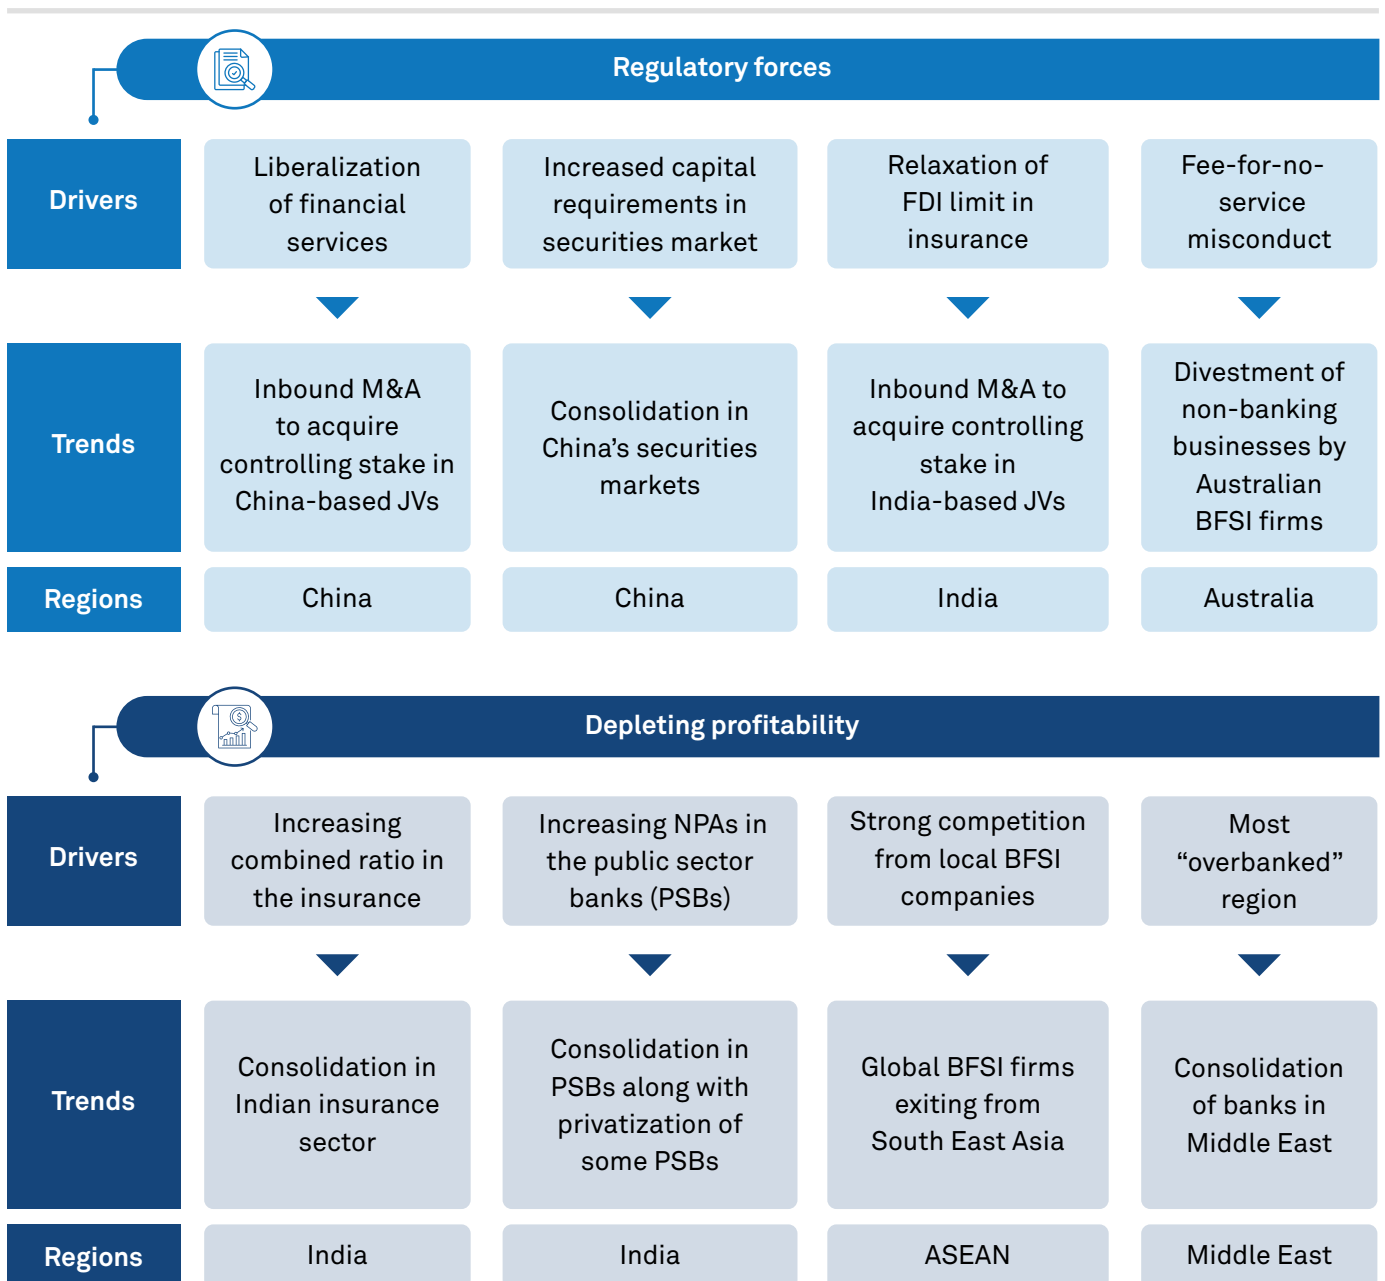 Regulatory forces
Drivers
Liberalization
of financial
services
Increased capital
requirements in
securities market
Relaxation of
FDI limit in
insurance
Fee-for-no-
service
misconduct
Trends
Inbound M&A
to acquire
controlling stake in
China-based JVs
Consolidation in
China’s securities
markets
Inbound M&A to
acquire controlling
stake in
India-based JVs
Divestment of
non-banking
businesses by
Australian
BFSI firms
Regions
China
China
India
Australia
Depleting profitability
Drivers
Increasing
combined ratio in
the insurance
Increasing NPAs in
the public sector
banks (PSBs)
Strong competition
from local BFSI
companies
Most
“overbanked”
region
Trends
Consolidation in
Indian insurance
sector
Consolidation in
PSBs along with
privatization of
some PSBs
Global BFSI firms
exiting from
South East Asia
Consolidation
of banks in
Middle East
Regions
India
India
ASEAN
Middle East